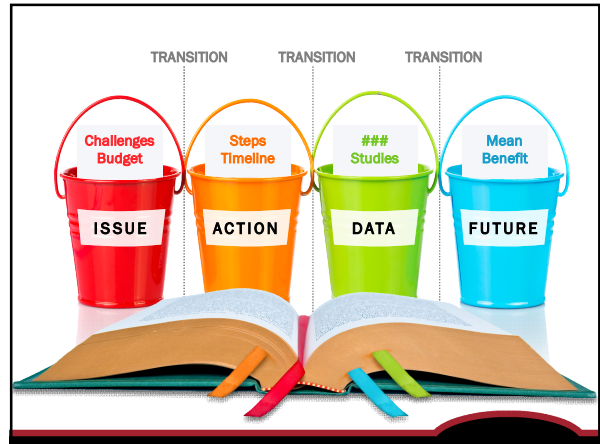 TRANSITION TRANSITION TRANSITION
Challenges
Budget
Steps
Timeline
###
Studies
Mean
Benefit
ISSUE
ACTION
DATA
FUTURE